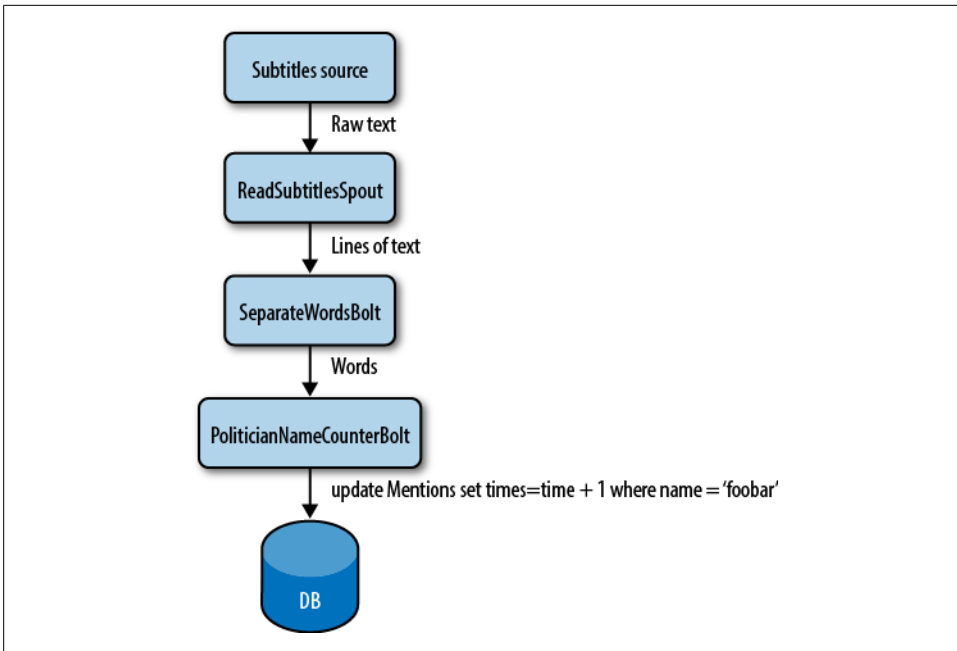 Subtitles source
Raw text
ReadSubtitlesSpout
Lines of text
SeparateWordsBolt
Words
PoliticianNameCounterBolt
update Mentions set times=time + 1 where name = ‘foobar’
DB